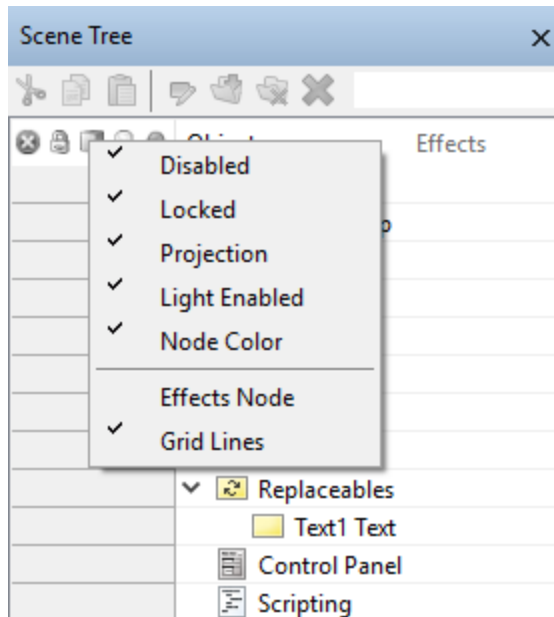 Scene Tree
Effects
Disabled
Locked
Projection
Light Enabled
Node Color
Effects Node
Grid Lines
Replaceables
Text1 Text
Control Panel
Scripting